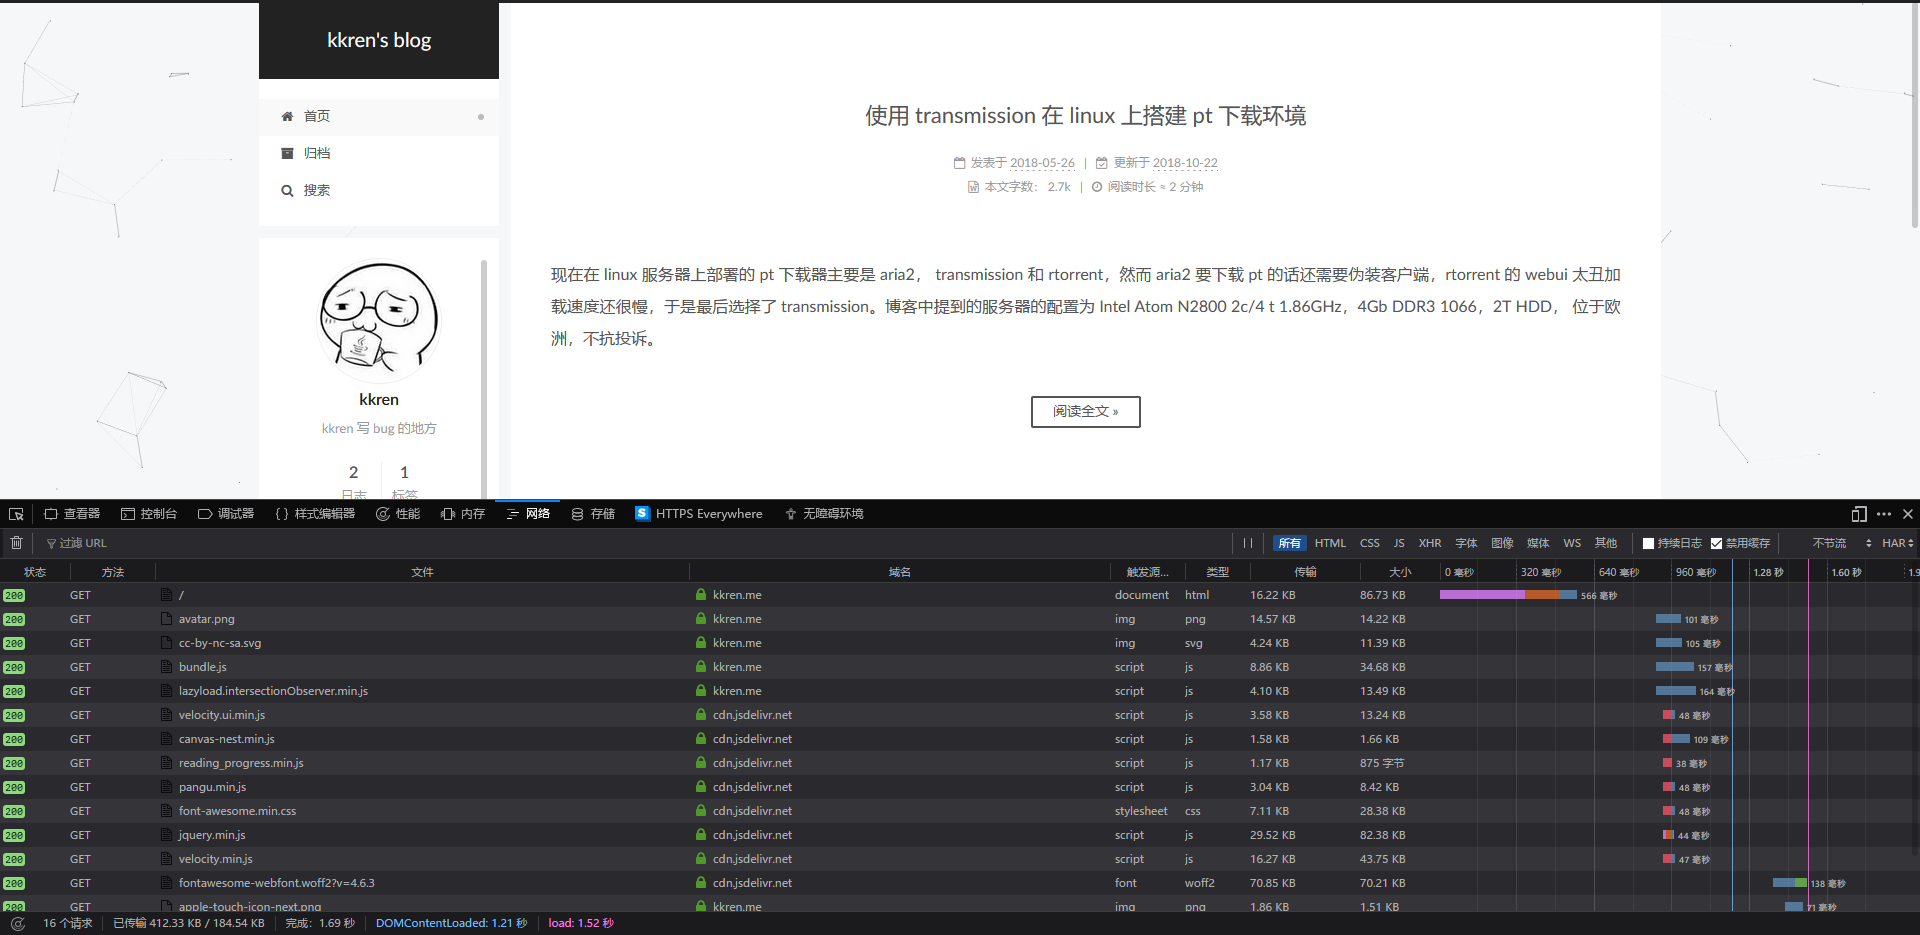 kkren's blog
首页
归档
搜索
kkren
kkren 写 bug 的地方
2 1
日志 标签
使用 transmission 在 linux 上搭建 pt 下载环境
发表于 2018-05-26 | 更新于 2018-10-22
本文字数： 2.7k | 阅读时长 ≈ 2 分钟
现在在 linux 服务器上部署的 pt 下载器主要是 aria2， transmission 和 rtorrent，然而 aria2 要下载 pt 的话还需要伪装客户端，rtorrent 的 webui 太丑加
载速度还很慢，于是最后选择了 transmission。博客中提到的服务器的配置为 Intel Atom N2800 2c/4 t 1.86GHz，4Gb DDR3 1066，2T HDD， 位于欧
洲，不抗投诉。
阅读全文 »
查看器 控制台 调试器 {} 样式编辑器 性能 内存 网络 存储 S HTTPS Everywhere 无障碍环境
过滤 URL 所有 HTML CSS JS XHR 字体 图像 媒体 WS 其他 持续日志 禁用缓存 不节流 HAR
状态 方法 文件 域名 触发源... 类型 传输 大小 0 毫秒 320 毫秒 640 毫秒 960 毫秒 1.28 秒 1.60 秒 1.9
200 GET / kkren.me document html 16.22 KB 86.73 KB 566 毫秒
200 GET avatar.png kkren.me img png 14.57 KB 14.22 KB 101 毫秒
200 GET cc-by-nc-sa.svg kkren.me img svg 4.24 KB 11.39 KB 105 毫秒
200 GET bundle.js kkren.me script js 8.86 KB 34.68 KB 157 毫秒
200 GET lazyload.intersectionObserver.min.js kkren.me script js 4.10 KB 13.49 KB 164 毫秒
200 GET velocity.ui.min.js cdn.jsdelivr.net script js 3.58 KB 13.24 KB 48 毫秒
200 GET canvas-nest.min.js cdn.jsdelivr.net script js 1.58 KB 1.66 KB 109 毫秒
200 GET reading_progress.min.js cdn.jsdelivr.net script js 1.17 KB 875 字节 38 毫秒
200 GET pangu.min.js cdn.jsdelivr.net script js 3.04 KB 8.42 KB 48 毫秒
200 GET font-awesome.min.css cdn.jsdelivr.net stylesheet css 7.11 KB 28.38 KB 48 毫秒
200 GET jquery.min.js cdn.jsdelivr.net script js 29.52 KB 82.38 KB 44 毫秒
200 GET velocity.min.js cdn.jsdelivr.net script js 16.27 KB 43.75 KB 47 毫秒
200 GET fontawesome-webfont.woff2?v=4.6.3 cdn.jsdelivr.net font woff2 70.85 KB 70.21 KB 138 毫秒
200 GET apple-touch-icon-next.png kkren.me img png 1.86 KB 1.51 KB 71 毫秒
16 个请求 已传输 412.33 KB / 184.54 KB 完成： 1.69 秒 DOMContentLoaded: 1.21 秒 load: 1.52 秒